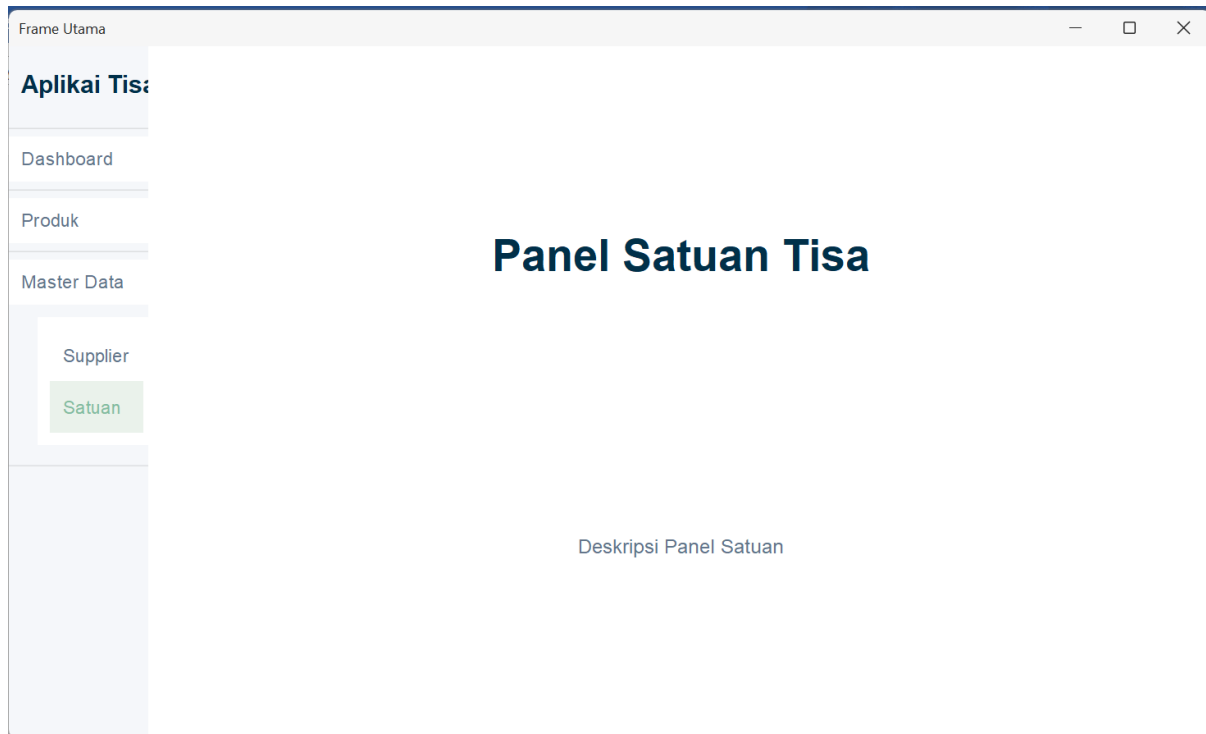 Frame Utama
Aplikai Tisa
Dashboard
Produk
Master Data
Supplier
Satuan
Panel Satuan Tisa
Deskripsi Panel Satuan